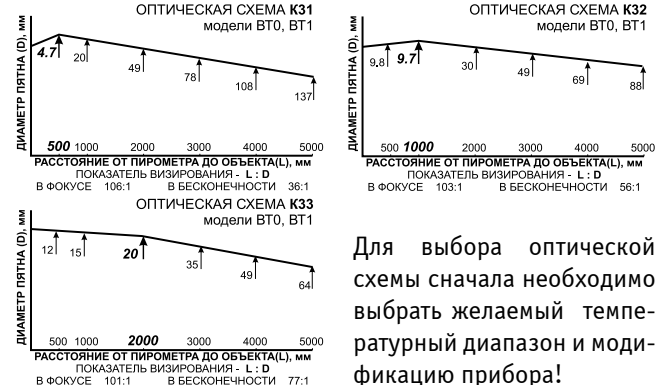 ОПТИЧЕСКАЯ СХЕМА К31
модели BT0, BT1
ДИАМЕТР ПЯТНА (D), мм
4.7 20 49 78 108 137
500 1000 2000 3000 4000 5000
РАССТОЯНИЕ ОТ ПИРОМЕТРА ДО ОБЪЕКТА(L), мм
ПОКАЗАТЕЛЬ ВИЗИРОВАНИЯ - L : D
В ФОКУСЕ 106:1 В БЕСКОНЕЧНОСТИ 36:1
ОПТИЧЕСКАЯ СХЕМА К32
модели BT0, BT1
ДИАМЕТР ПЯТНА (D), мм
9.8 9.7 30 49 69 88
500 1000 2000 3000 4000 5000
РАССТОЯНИЕ ОТ ПИРОМЕТРА ДО ОБЪЕКТА(L), мм
ПОКАЗАТЕЛЬ ВИЗИРОВАНИЯ - L : D
В ФОКУСЕ 103:1 В БЕСКОНЕЧНОСТИ 56:1
ОПТИЧЕСКАЯ СХЕМА К33
модели BT0, BT1
ДИАМЕТР ПЯТНА (D), мм
12 15 20 35 49 64
500 1000 2000 3000 4000 5000
РАССТОЯНИЕ ОТ ПИРОМЕТРА ДО ОБЪЕКТА(L), мм
ПОКАЗАТЕЛЬ ВИЗИРОВАНИЯ - L : D
В ФОКУСЕ 101:1 В БЕСКОНЕЧНОСТИ 77:1
Для выбора оптической
схемы сначала необходимо
выбрать желаемый темпе-
ратурный диапазон и моди-
фикацию прибора!